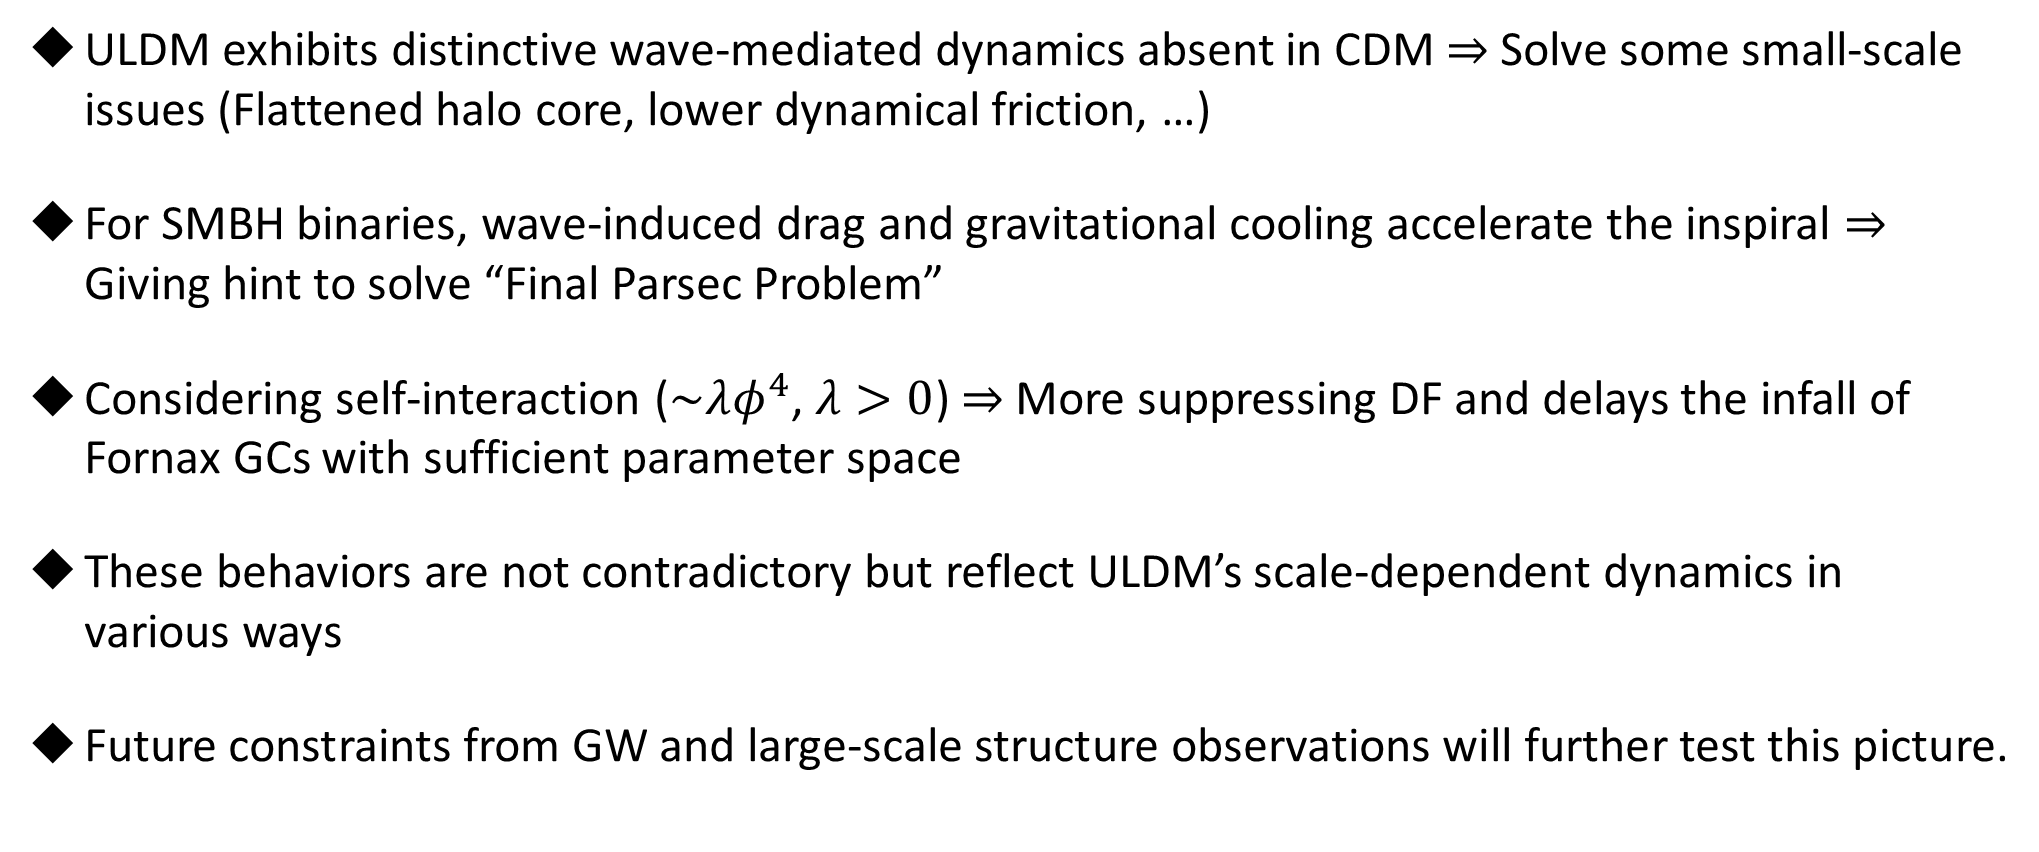 ◆ ULDM exhibits distinctive wave-mediated dynamics absent in CDM ⇒ Solve some small-scale
issues (Flattened halo core, lower dynamical friction, …)
◆ For SMBH binaries, wave-induced drag and gravitational cooling accelerate the inspiral ⇒
Giving hint to solve “Final Parsec Problem”
◆ Considering self-interaction (~λϕ⁴, λ > 0) ⇒ More suppressing DF and delays the infall of
Fornax GCs with sufficient parameter space
◆ These behaviors are not contradictory but reflect ULDM’s scale-dependent dynamics in
various ways
◆ Future constraints from GW and large-scale structure observations will further test this picture.